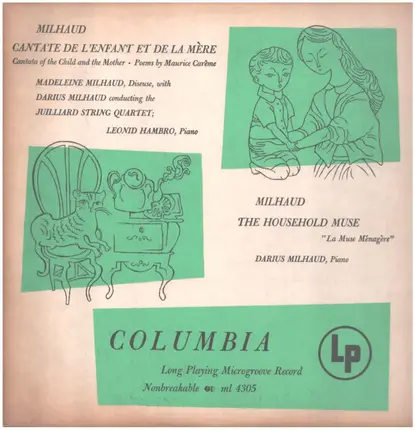 MILHAUD
CANTATE DE L'ENFANT ET DE LA MÈRE
Cantata of the Child and the Mother · Poems by Maurice Carême
MADELEINE MILHAUD, Diseuse, with
DARIUS MILHAUD conducting the
JUILLIARD STRING QUARTET;
LEONID HAMBRO, Piano
MILHAUD
THE HOUSEHOLD MUSE
"La Muse Ménagère"
DARIUS MILHAUD, Piano
COLUMBIA
Lp
Long Playing Microgroove Record
Nonbreakable ml 4305